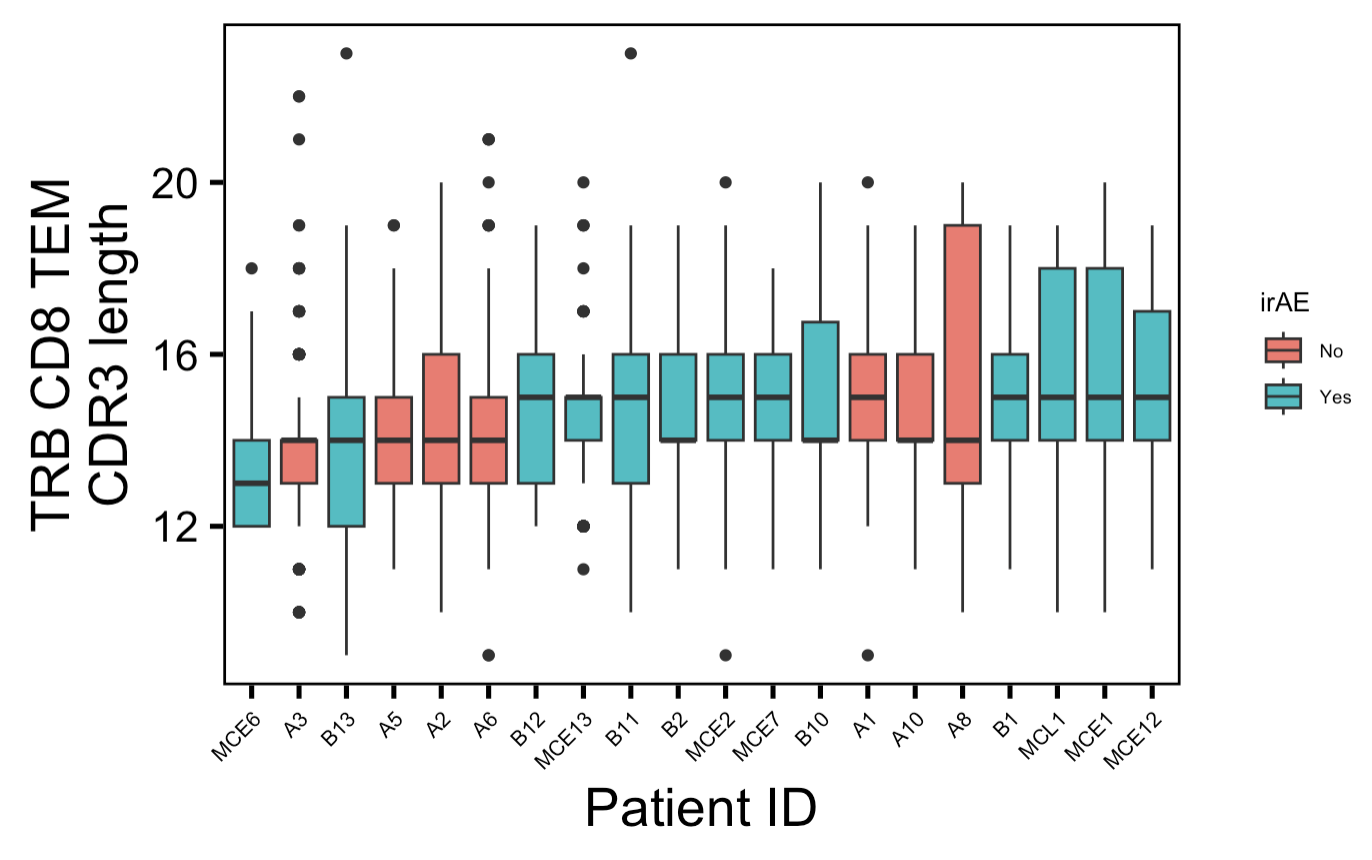 TRB CD8 TEM
CDR3 length
20
16
12
MCE6
A3
B13
A5
A2
A6
B12
MCE13
B11
B2
MCE2
MCE7
B10
A1
A10
A8
B1
MCL1
MCE1
MCE12
Patient ID
irAE
No
Yes